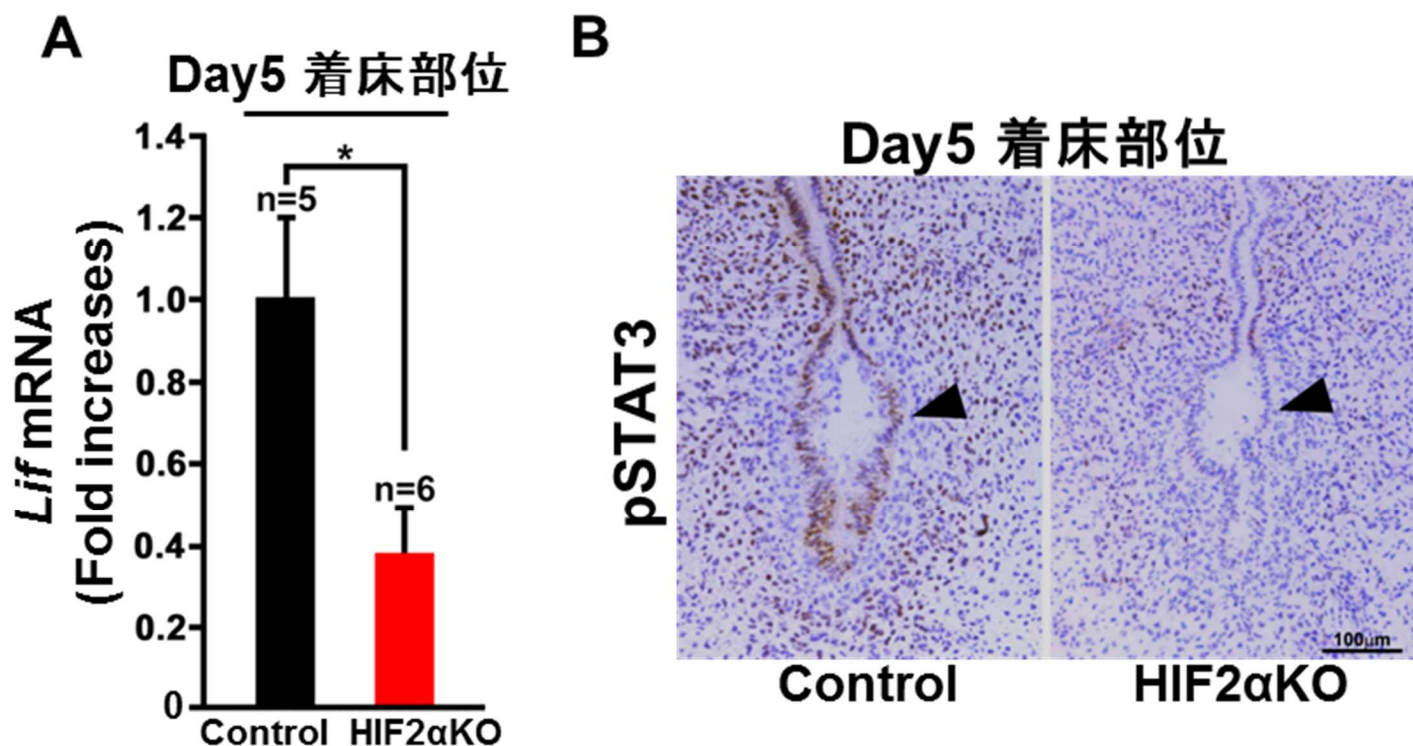 A
Day5 着床部位
Lif mRNA
(Fold increases)
1.4
1.2
1.0
0.8
0.6
0.4
0.2
0
*
n=5
n=6
Control
HIF2αKO
B
Day5 着床部位
pSTAT3
100μm
Control
HIF2αKO